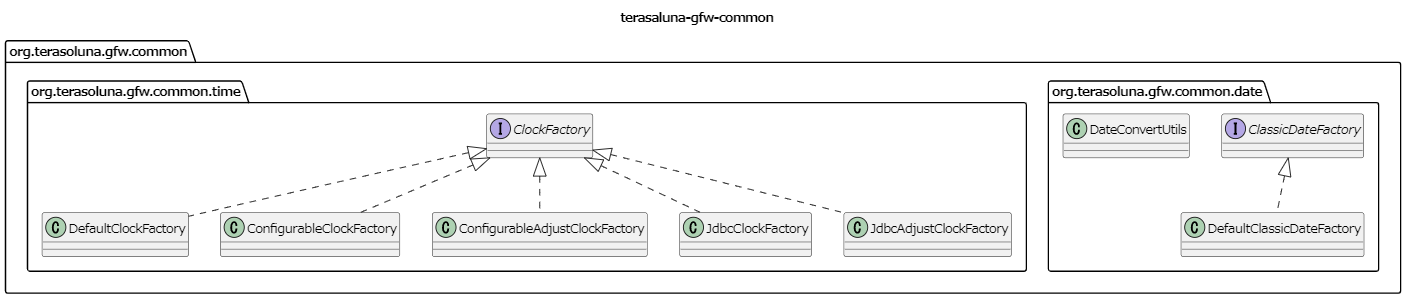 terasaluna-gfw-common
org.terasoluna.gfw.common
org.terasoluna.gfw.common.time
org.terasoluna.gfw.common.date
I ClockFactory
C DateConvertUtils
I ClassicDateFactory
C DefaultClockFactory
C ConfigurableClockFactory
C ConfigurableAdjustClockFactory
C JdbcClockFactory
C JdbcAdjustClockFactory
C DefaultClassicDateFactory